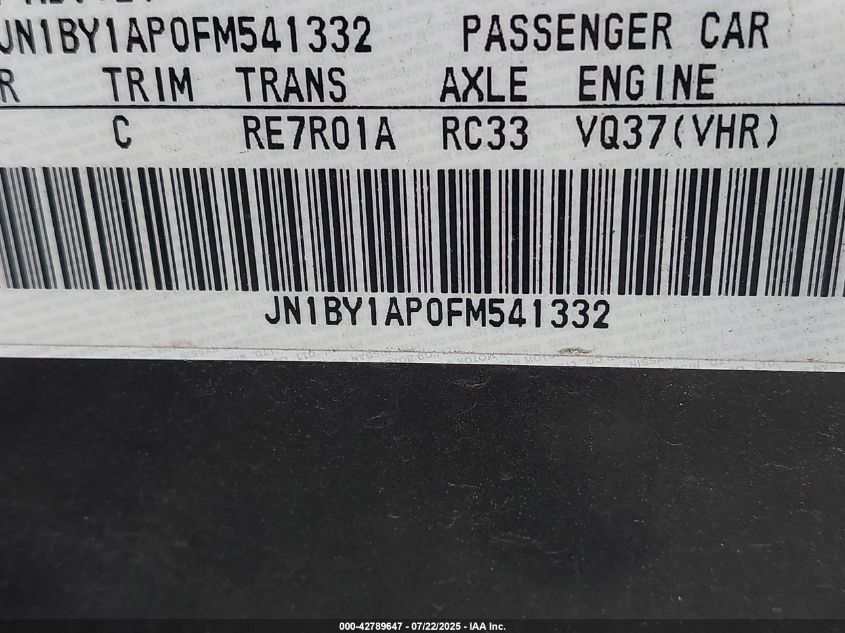 JN1BY1AP0FM541332 PASSENGER CAR
R TRIM TRANS AXLE ENGINE
C RE7R01A RC33 VQ37(VHR)
JN1BY1AP0FM541332
000-42789647 - 07/22/2025 - IAA Inc.